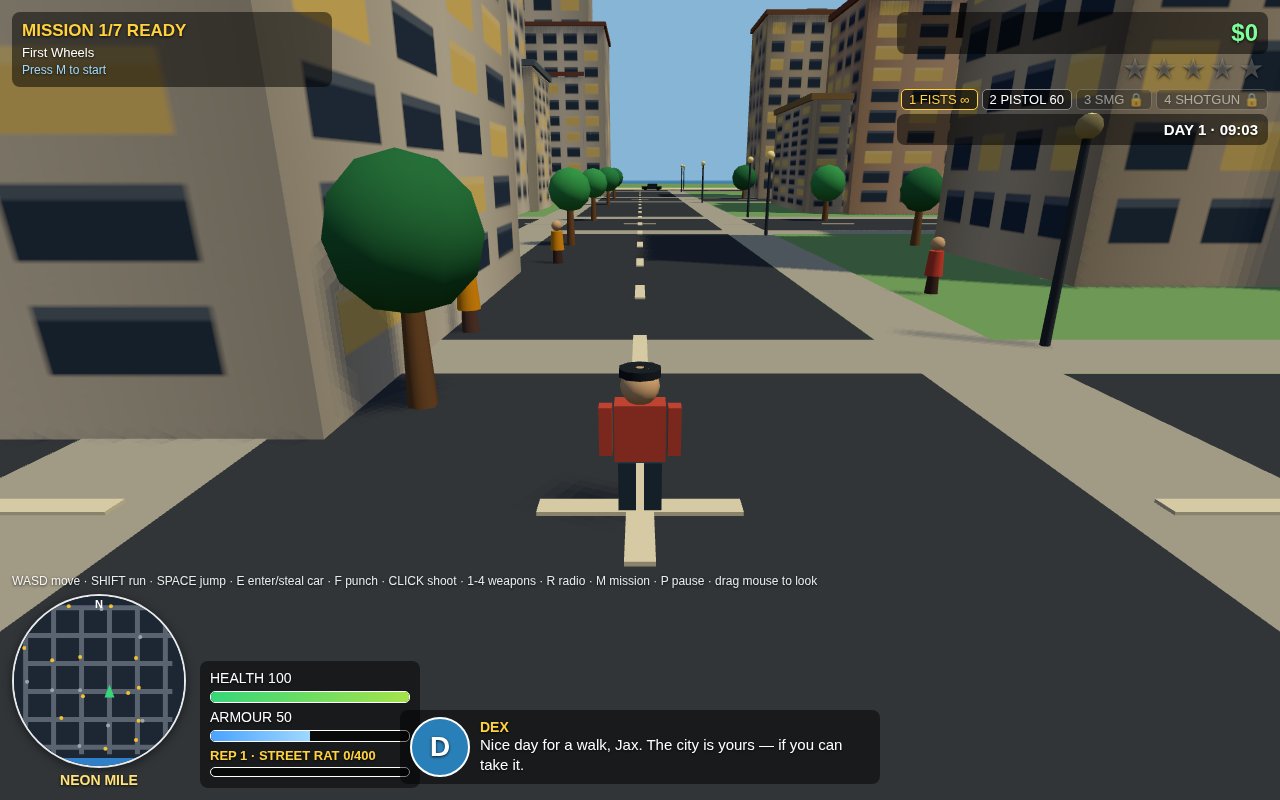 MISSION 1/7 READY
First Wheels
Press M to start
$0
1 FISTS ∞ 2 PISTOL 60 3 SMG 🔒 4 SHOTGUN 🔒
DAY 1 · 09:03
WASD move · SHIFT run · SPACE jump · E enter/steal car · F punch · CLICK shoot · 1-4 weapons · R radio · M mission · P pause · drag mouse to look
N
NEON MILE
HEALTH 100
ARMOUR 50
REP 1 · STREET RAT 0/400
D
DEX
Nice day for a walk, Jax. The city is yours — if you can
take it.